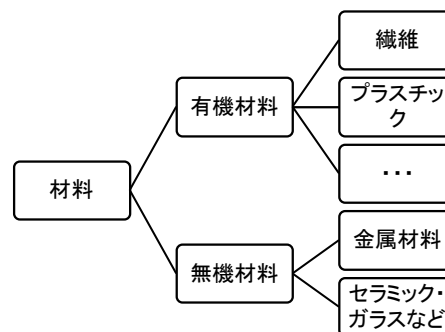 材料
有機材料
無機材料
繊維
プラスチッ
ク
・・・
金属材料
セラミック・
ガラスなど